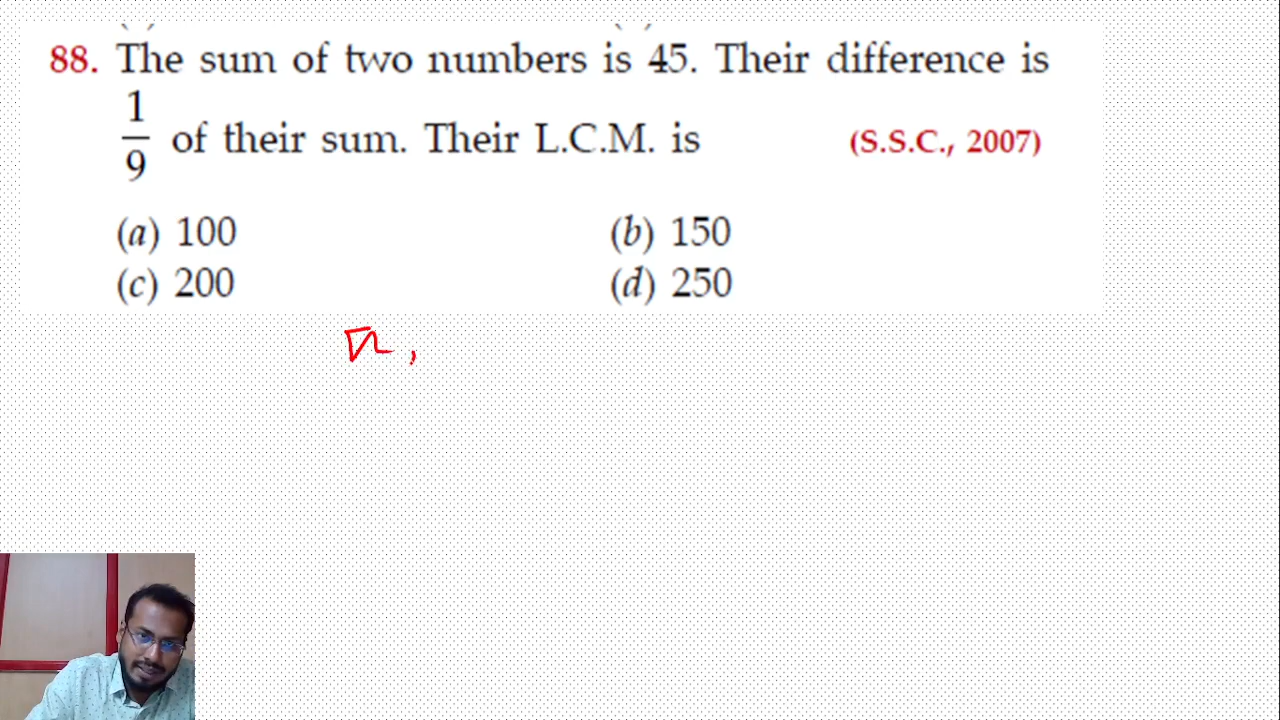 88. The sum of two numbers is 45. Their difference is
1/9 of their sum. Their L.C.M. is (S.S.C., 2007)
(a) 100 (b) 150
(c) 200 (d) 250